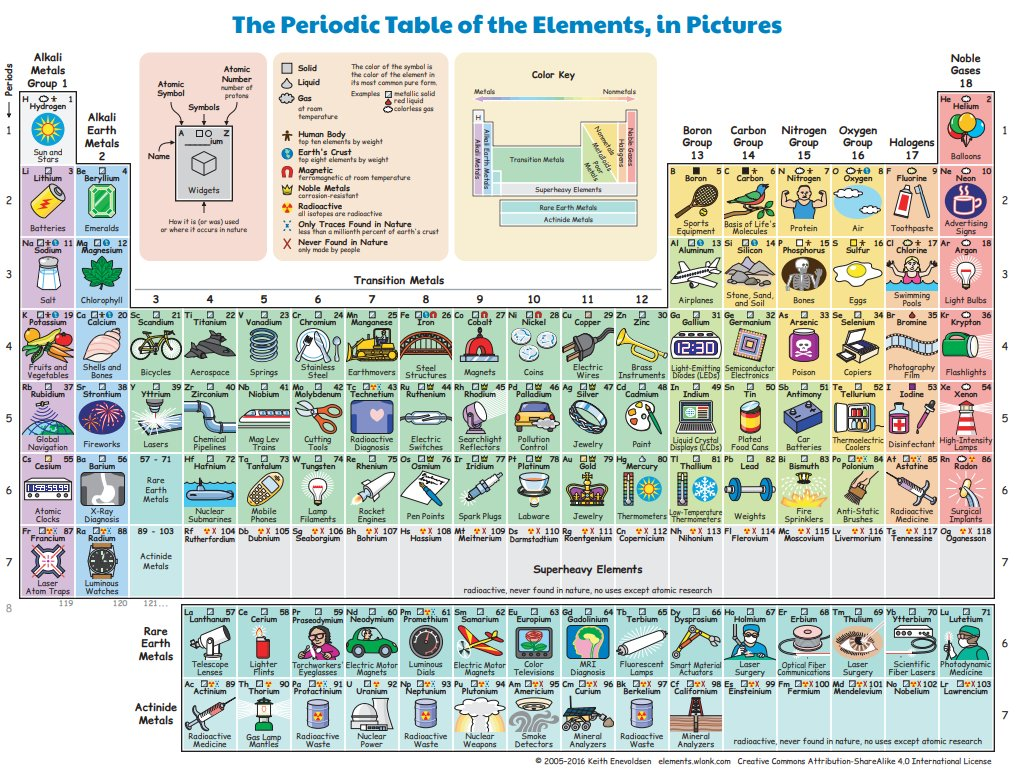 The Periodic Table of the Elements, in Pictures
Periods
Alkali
Metals
Group 1
Alkali
Earth
Metals
2
Atomic
Symbol
Atomic
Number
number of
protons
Symbols
A Z
______ium
Name
Widgets
How it is (or was) used
or where it occurs in nature
Solid
Liquid
Gas
at room
temperature
The color of the symbol is
the color of the element in
its most common pure form.
Examples
metallic solid
red liquid
colorless gas
Human Body
top ten elements by weight
Earth's Crust
top eight elements by weight
Magnetic
ferromagnetic at room temperature
Noble Metals
corrosion-resistant
Radioactive
all isotopes are radioactive
Only Traces Found in Nature
less than a millionth percent of earth's crust
Never Found in Nature
only made by people
Color Key
Metals Nonmetals
H
Alkali Metals
Alkali Earth Metals
Transition Metals
Poor Metals
Metalloids
Nonmetals
Halogens
Noble Gases
Superheavy Elements
Rare Earth Metals
Actinide Metals
Boron
Group
13
Carbon
Group
14
Nitrogen
Group
15
Oxygen
Group
16
Halogens
17
Noble
Gases
18
Transition Metals
3 4 5 6 7 8 9 10 11 12
1
H 1
Hydrogen
Sun and
Stars
He 2
Helium
Balloons
1
2
Li 3
Lithium
Batteries
Be 4
Beryllium
Emeralds
B 5
Boron
Sports
Equipment
C 6
Carbon
Basis of Life's
Molecules
N 7
Nitrogen
Protein
O 8
Oxygen
Air
F 9
Fluorine
Toothpaste
Ne 10
Neon
Advertising
Signs
2
3
Na 11
Sodium
Salt
Mg 12
Magnesium
Chlorophyll
Al 13
Aluminum
Airplanes
Si 14
Silicon
Stone, Sand,
and Soil
P 15
Phosphorus
Bones
S 16
Sulfur
Eggs
Cl 17
Chlorine
Swimming
Pools
Ar 18
Argon
Light Bulbs
3
4
K 19
Potassium
Fruits and
Vegetables
Ca 20
Calcium
Shells and
Bones
Sc 21
Scandium
Bicycles
Ti 22
Titanium
Aerospace
V 23
Vanadium
Springs
Cr 24
Chromium
Stainless
Steel
Mn 25
Manganese
Earthmovers
Fe 26
Iron
Steel
Structures
Co 27
Cobalt
Magnets
Ni 28
Nickel
Coins
Cu 29
Copper
Electric
Wires
Zn 30
Zinc
Brass
Instruments
Ga 31
Gallium
12:30
Light-Emitting
Diodes (LEDs)
Ge 32
Germanium
Semiconductor
Electronics
As 33
Arsenic
Poison
Se 34
Selenium
Copiers
Br 35
Bromine
Photography
Film
Kr 36
Krypton
Flashlights
4
5
Rb 37
Rubidium
Global
Navigation
Sr 38
Strontium
Fireworks
Y 39
Yttrium
Lasers
Zr 40
Zirconium
Chemical
Pipelines
Nb 41
Niobium
Mag Lev
Trains
Mo 42
Molybdenum
Cutting
Tools
Tc 43
Technetium
Radioactive
Diagnosis
Ru 44
Ruthenium
Electric
Switches
Rh 45
Rhodium
Searchlight
Reflectors
Pd 46
Palladium
Pollution
Control
Ag 47
Silver
Jewelry
Cd 48
Cadmium
Paint
In 49
Indium
Liquid Crystal
Displays (LCDs)
Sn 50
Tin
Plated
Food Cans
Sb 51
Antimony
Car
Batteries
Te 52
Tellurium
Thermoelectric
Coolers
I 53
Iodine
Disinfectant
Xe 54
Xenon
High-Intensity
Lamps
5
6
Cs 55
Cesium
Atomic
Clocks
Ba 56
Barium
X-Ray
Diagnosis
57 - 71
Rare
Earth
Metals
Hf 72
Hafnium
Nuclear
Submarines
Ta 73
Tantalum
Mobile
Phones
W 74
Tungsten
Lamp
Filaments
Re 75
Rhenium
Rocket
Engines
Os 76
Osmium
Pen Points
Ir 77
Iridium
Spark Plugs
Pt 78
Platinum
Labware
Au 79
Gold
Jewelry
Hg 80
Mercury
Thermometers
Tl 81
Thallium
Low-Temperature
Thermometers
Pb 82
Lead
Weights
Bi 83
Bismuth
Fire
Sprinklers
Po 84
Polonium
Anti-Static
Brushes
At 85
Astatine
Radioactive
Medicine
Rn 86
Radon
Surgical
Implants
6
7
Fr 87
Francium
Laser
Atom Traps
Ra 88
Radium
Luminous
Watches
89 - 103
Actinide
Metals
Rf 104
Rutherfordium
Db 105
Dubnium
Sg 106
Seaborgium
Bh 107
Bohrium
Hs 108
Hassium
Mt 109
Meitnerium
Ds 110
Darmstadtium
Rg 111
Roentgenium
Cn 112
Copernicium
Nh 113
Nihonium
Fl 114
Flerovium
Mc 115
Moscovium
Lv 116
Livermorium
Ts 117
Tennessine
Og 118
Oganesson
7
Superheavy Elements
radioactive, never found in nature, no uses except atomic research
8 119 120 121...
Rare
Earth
Metals
La 57
Lanthanum
Telescope
Lenses
Ce 58
Cerium
Lighter
Flints
Pr 59
Praseodymium
Torchworkers'
Eyeglasses
Nd 60
Neodymium
Electric Motor
Magnets
Pm 61
Promethium
Luminous
Dials
Sm 62
Samarium
Electric Motor
Magnets
Eu 63
Europium
Color
Televisions
Gd 64
Gadolinium
MRI
Diagnosis
Tb 65
Terbium
Fluorescent
Lamps
Dy 66
Dysprosium
Smart Material
Actuators
Ho 67
Holmium
Laser
Surgery
Er 68
Erbium
Optical Fiber
Communications
Tm 69
Thulium
Laser
Surgery
Yb 70
Ytterbium
Scientific
Fiber Lasers
Lu 71
Lutetium
Photodynamic
Medicine
6
Actinide
Metals
Ac 89
Actinium
Radioactive
Medicine
Th 90
Thorium
Gas Lamp
Mantles
Pa 91
Protactinium
Radioactive
Waste
U 92
Uranium
Nuclear
Power
Np 93
Neptunium
Radioactive
Waste
Pu 94
Plutonium
Nuclear
Weapons
Am 95
Americium
Smoke
Detectors
Cm 96
Curium
Mineral
Analyzers
Bk 97
Berkelium
Radioactive
Waste
Cf 98
Californium
Mineral
Analyzers
Es 99
Einsteinium
Fm 100
Fermium
Md 101
Mendelevium
No 102
Nobelium
Lr 103
Lawrencium
7
radioactive, never found in nature, no uses except atomic research
© 2005-2016 Keith Enevoldsen elements.wlonk.com Creative Commons Attribution-ShareAlike 4.0 International License